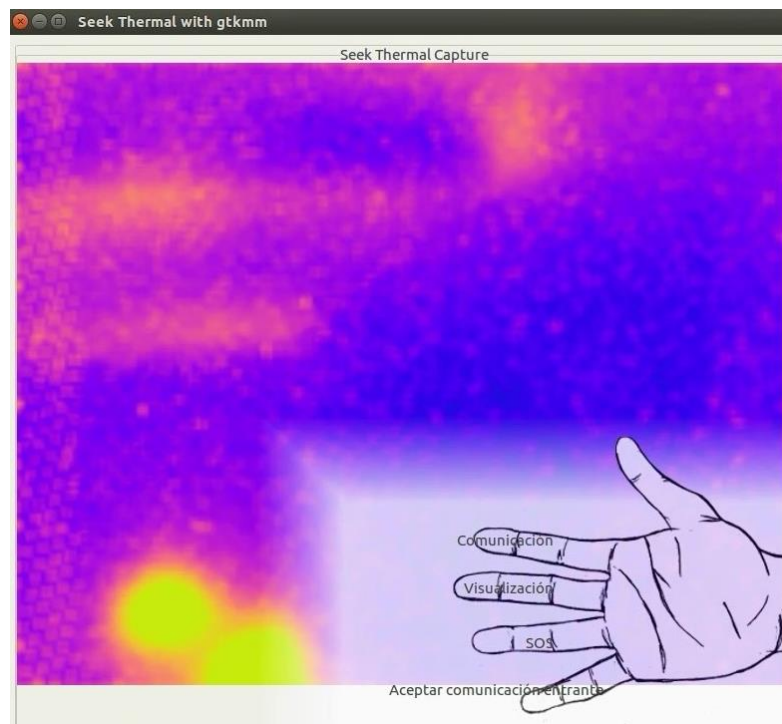 Seek Thermal with gtkmm
Seek Thermal Capture
Comunicación
Visualización
SOS
Aceptar comunicación entrante